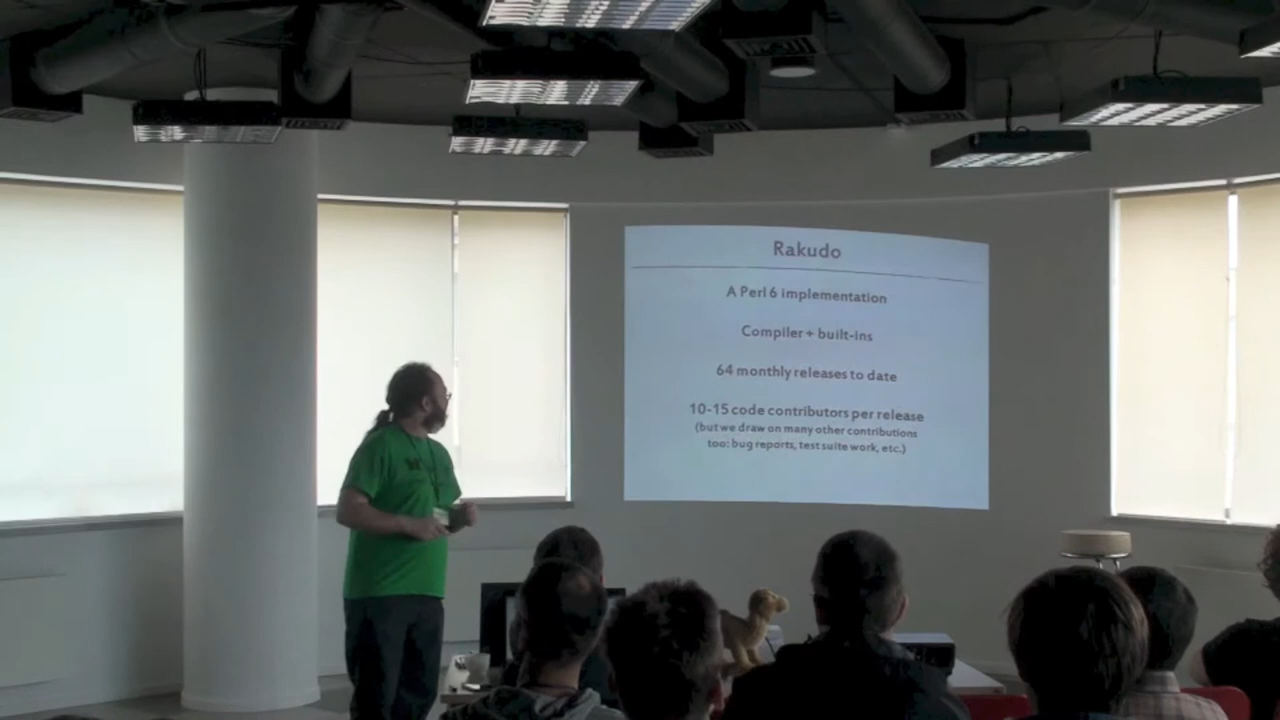 Rakudo
A Perl 6 implementation
Compiler + built-ins
64 monthly releases to date
10-15 code contributors per release
(but we draw on many other contributions
too: bug reports, test suite work, etc.)